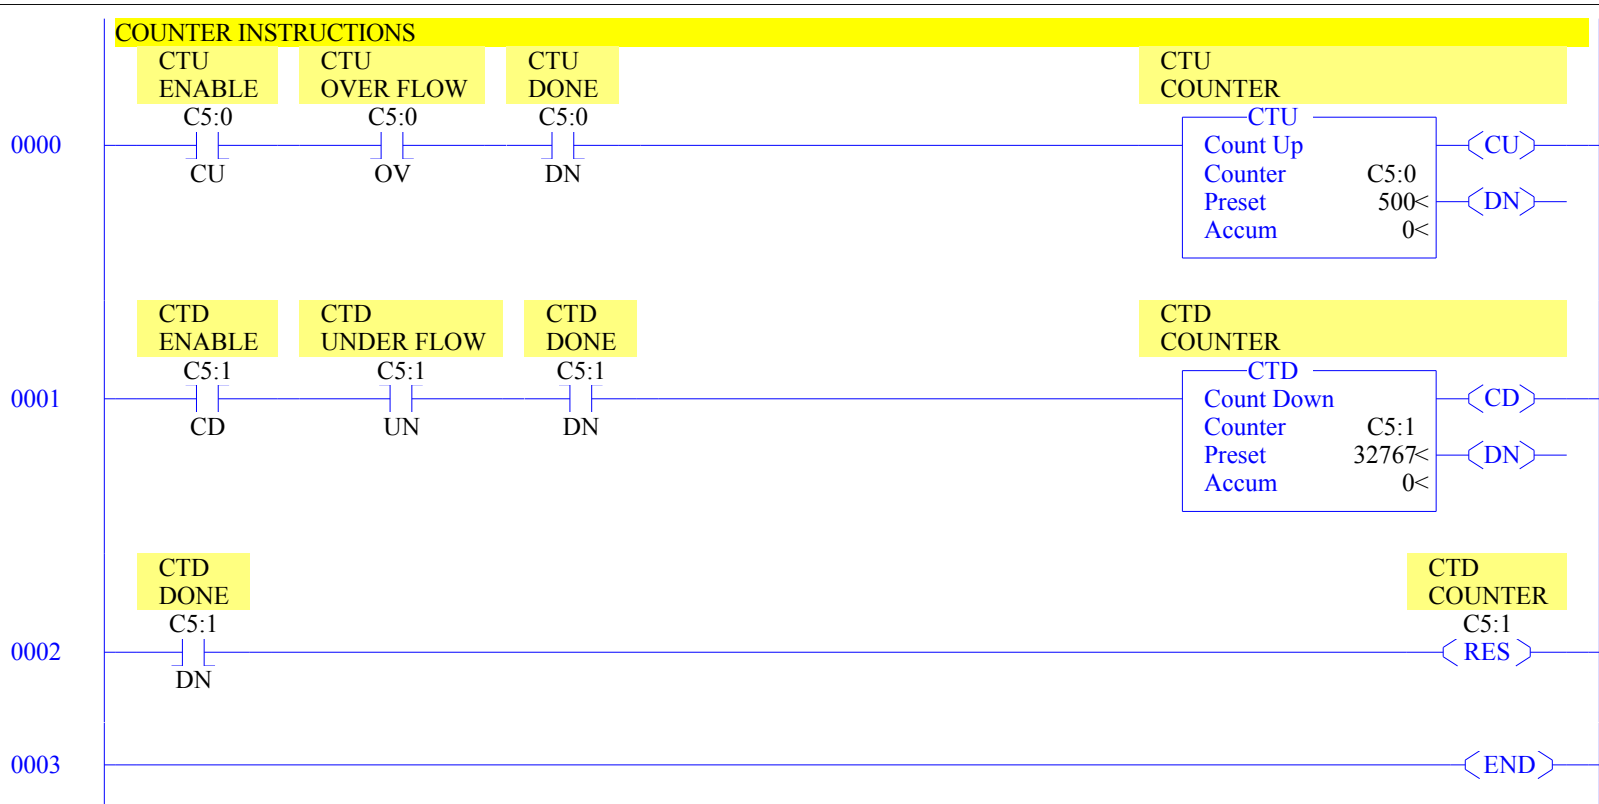 COUNTER INSTRUCTIONS
CTU CTU CTU CTU
ENABLE OVER FLOW DONE COUNTER
C5:0 C5:0 C5:0 CTU
0000 Count Up CU
CU OV DN Counter C5:0
Preset 500< DN
Accum 0<
CTD CTD CTD CTD
ENABLE UNDER FLOW DONE COUNTER
C5:1 C5:1 C5:1 CTD
0001 Count Down CD
CD UN DN Counter C5:1
Preset 32767< DN
Accum 0<
CTD CTD
DONE COUNTER
C5:1 C5:1
0002 RES
DN
0003 END